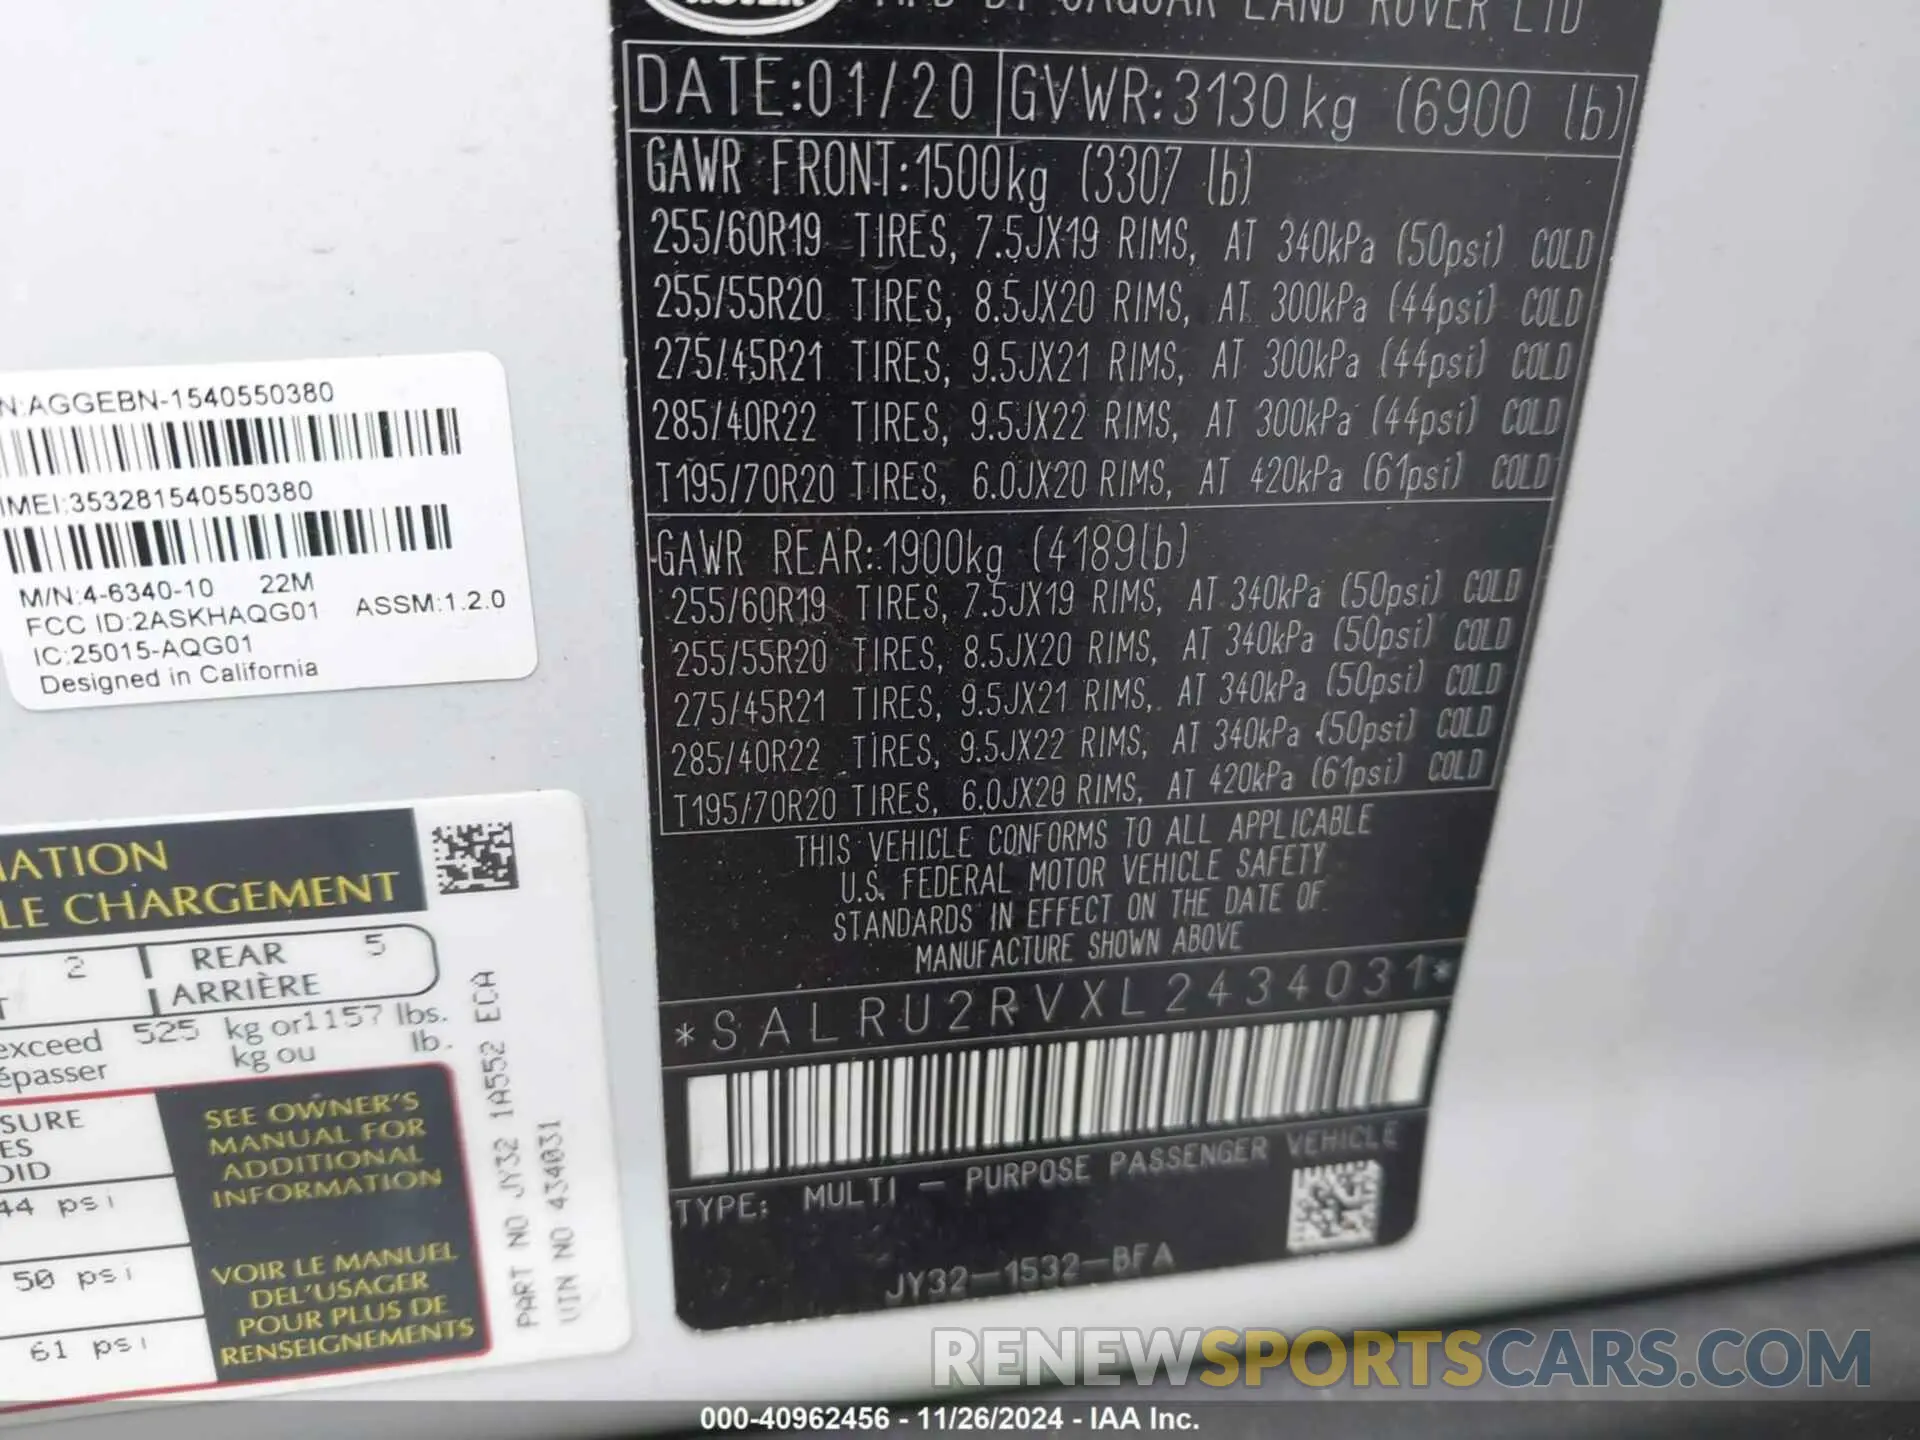 MFD BY JAGUAR LAND ROVER LTD
DATE:01/20 GVWR:3130kg (6900 lb)
GAWR FRONT:1500kg (3307 lb)
255/60R19 TIRES, 7.5JX19 RIMS, AT 340kPa (50psi) COLD
255/55R20 TIRES, 8.5JX20 RIMS, AT 300kPa (44psi) COLD
275/45R21 TIRES, 9.5JX21 RIMS, AT 300kPa (44psi) COLD
285/40R22 TIRES, 9.5JX22 RIMS, AT 300kPa (44psi) COLD
T195/70R20 TIRES, 6.0JX20 RIMS, AT 420kPa (61psi) COLD
GAWR REAR:1900kg (4189lb)
255/60R19 TIRES, 7.5JX19 RIMS, AT 340kPa (50psi) COLD
255/55R20 TIRES, 8.5JX20 RIMS, AT 340kPa (50psi) COLD
275/45R21 TIRES, 9.5JX21 RIMS, AT 340kPa (50psi) COLD
285/40R22 TIRES, 9.5JX22 RIMS, AT 340kPa (50psi) COLD
T195/70R20 TIRES, 6.0JX20 RIMS, AT 420kPa (61psi) COLD
THIS VEHICLE CONFORMS TO ALL APPLICABLE
U.S. FEDERAL MOTOR VEHICLE SAFETY
STANDARDS IN EFFECT ON THE DATE OF
MANUFACTURE SHOWN ABOVE
*SALRU2RVXL2434031*
TYPE: MULTI - PURPOSE PASSENGER VEHICLE
JY32-1532-BFA
N:AGGEBN-1540550380
IMEI:353281540550380
M/N:4-6340-10 22M
FCC ID:2ASKHAQG01 ASSM:1.2.0
IC:25015-AQG01
Designed in California
MATION
LE CHARGEMENT
2 REAR 5
T ARRIÈRE
exceed 525 kg or 1157 lbs.
épasser kg ou lb.
SURE
ES
OID
44 psi
50 psi
61 psi
SEE OWNER'S
MANUAL FOR
ADDITIONAL
INFORMATION
VOIR LE MANUEL
DEL'USAGER
POUR PLUS DE
RENSEIGNEMENTS
PART NO JY32 1A552 ECA
VIN NO 434031
RENEWSPORTSCARS.COM
000-40962456 - 11/26/2024 - IAA Inc.